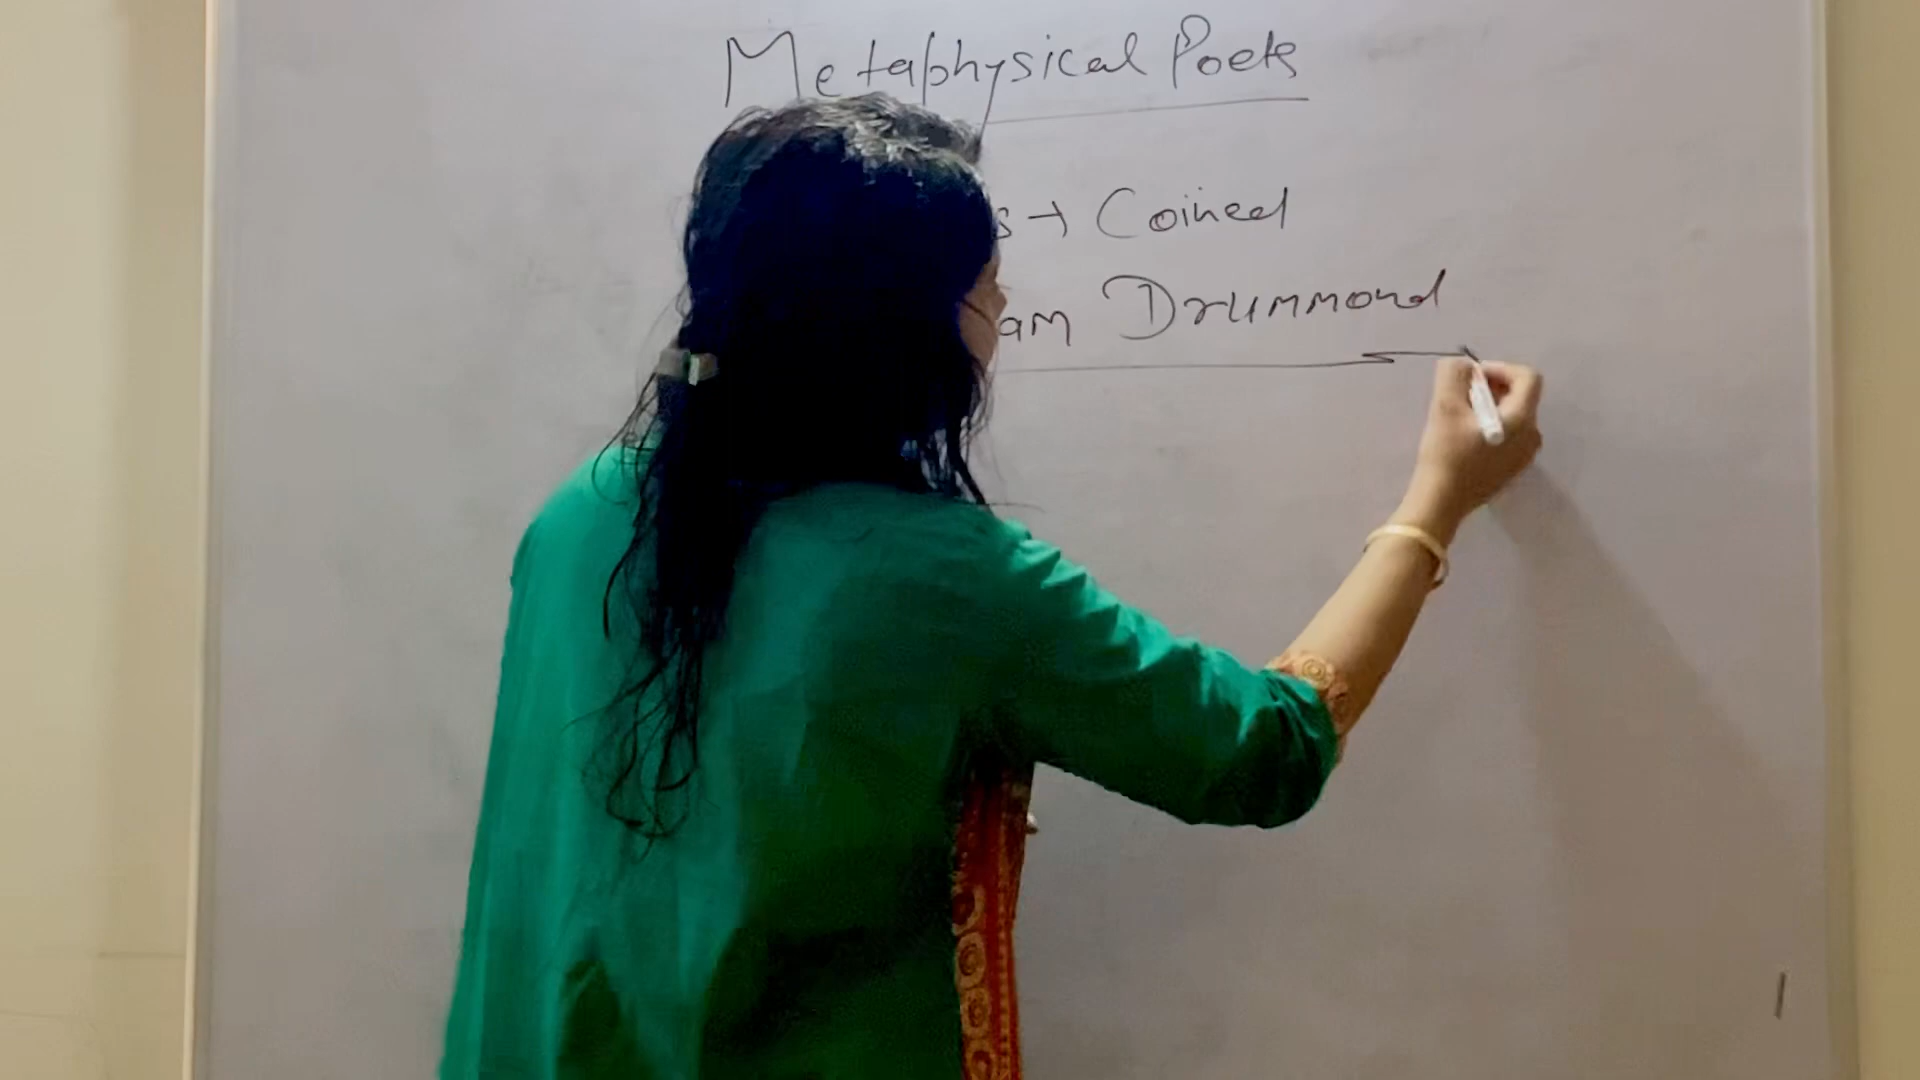 Metaphysical Poets
s → Coined
am Drummond